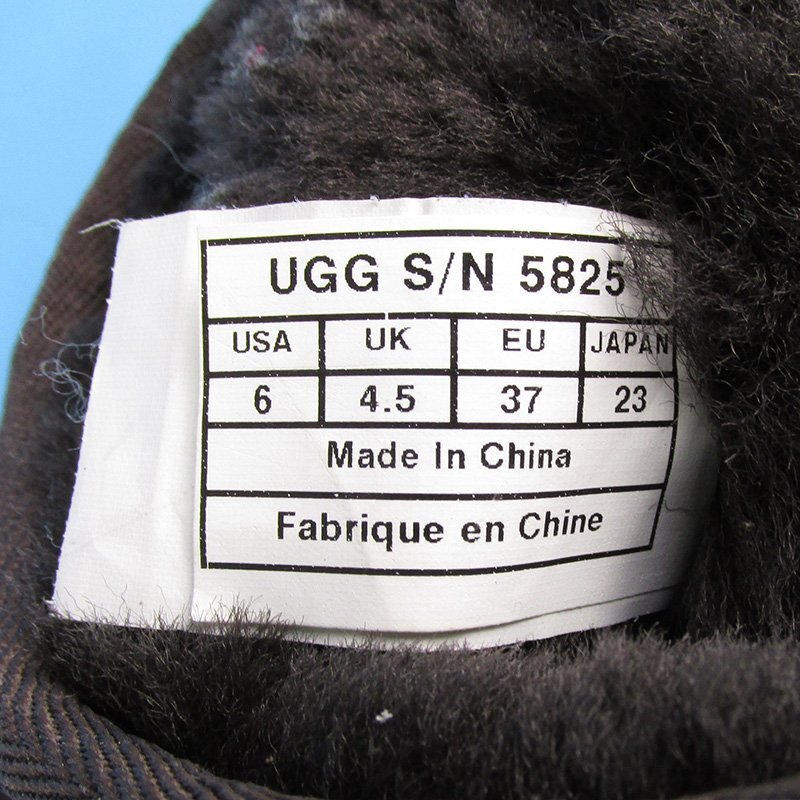 UGG S/N 5825
USA UK EU JAPAN
6 4.5 37 23
Made In China
Fabrique en Chine